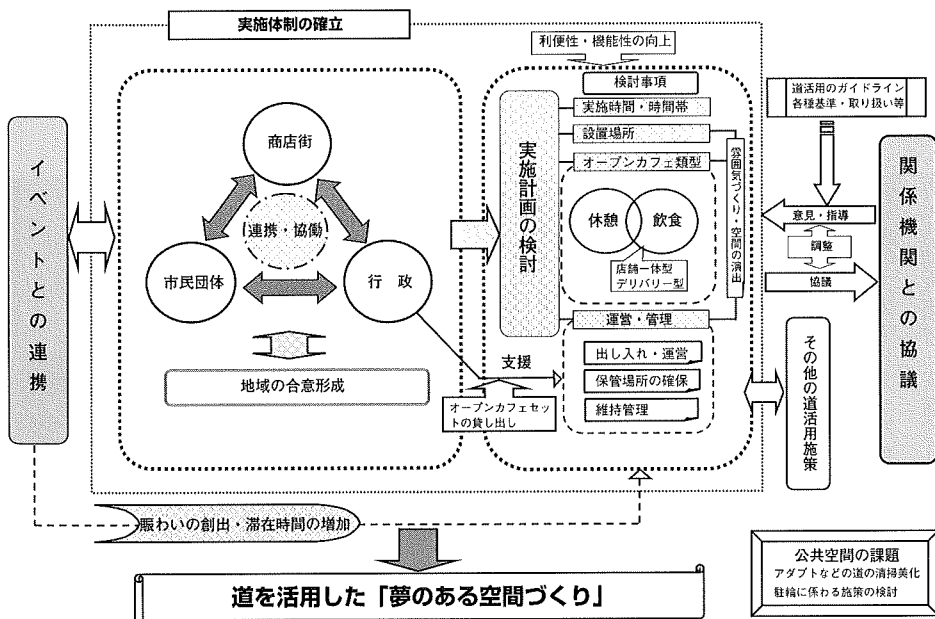 実施体制の確立
利便性・機能性の向上
検討事項
道活用のガイドライン
各種基準・取り扱い等
イベントとの連携
商店街
連携・協働
市民団体
行　政
地域の合意形成
実施計画の検討
実施時間・時間帯
設置場所
オープンカフェ類型
休憩
飲食
店舗一体型
デリバリー型
雰囲気づくり・空間の演出
運営・管理
出し入れ・運営
保管場所の確保
維持管理
支援
オープンカフェセッ
トの貸し出し
意見・指導
調整
協議
関係機関との協議
その他の道活用施策
賑わいの創出・滞在時間の増加
道を活用した「夢のある空間づくり」
公共空間の課題
アダプトなどの道の清掃美化
駐輪に係わる施策の検討